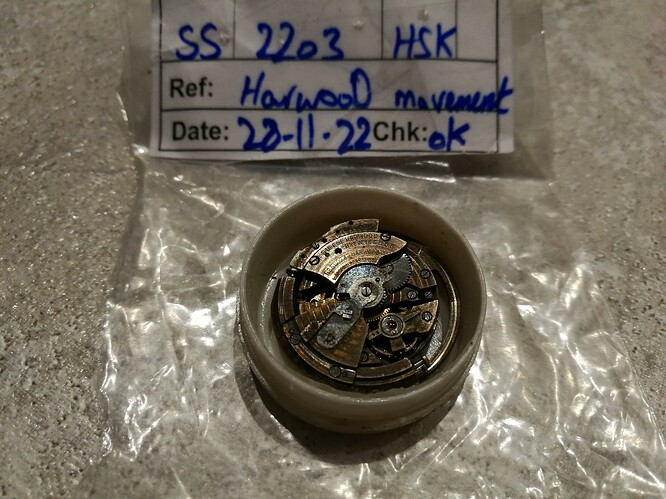 SS 2203 HSK
Ref: HarwooD movement
Date: 28-11-22 Chk: ok